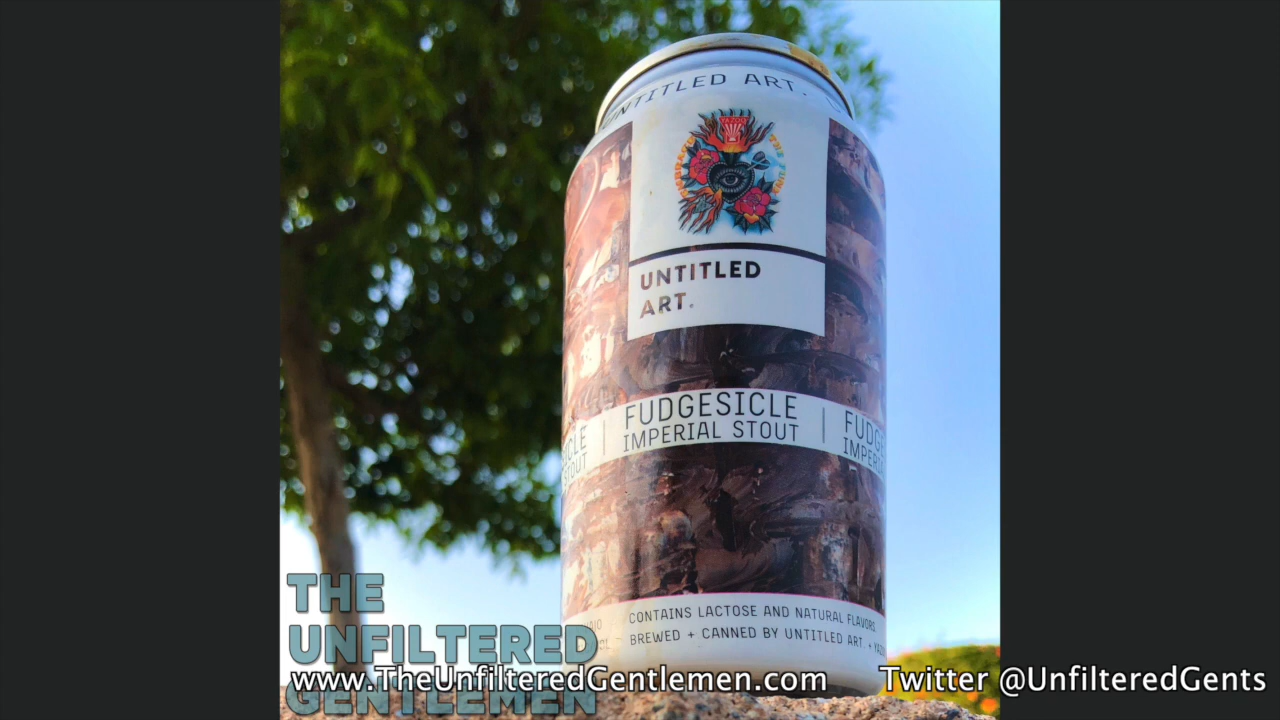 UNTITLED ART.
YAZOO
UNTITLED
ART.
FUDGESICLE
IMPERIAL STOUT
CONTAINS LACTOSE AND NATURAL FLAVORS
BREWED + CANNED BY UNTITLED ART. +
THE
UNFILTERED
GENTLEMEN
www.TheUnfilteredGentlemen.com
Twitter @UnfilteredGents